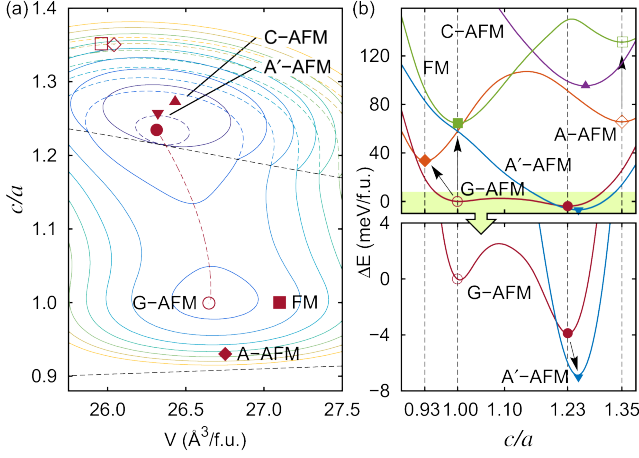 (a)
1.4
1.3
1.2
1.1
1.0
0.9
c/a
C−AFM
A′−AFM
G−AFM
FM
A−AFM
26.0
26.5
27.0
27.5
V (Å³/f.u.)
(b)
120
80
40
0
C−AFM
FM
A−AFM
A′−AFM
G−AFM
ΔE (meV/f.u.)
4
0
−4
−8
G−AFM
A′−AFM
0.93
1.00
1.10
1.23
1.35
c/a